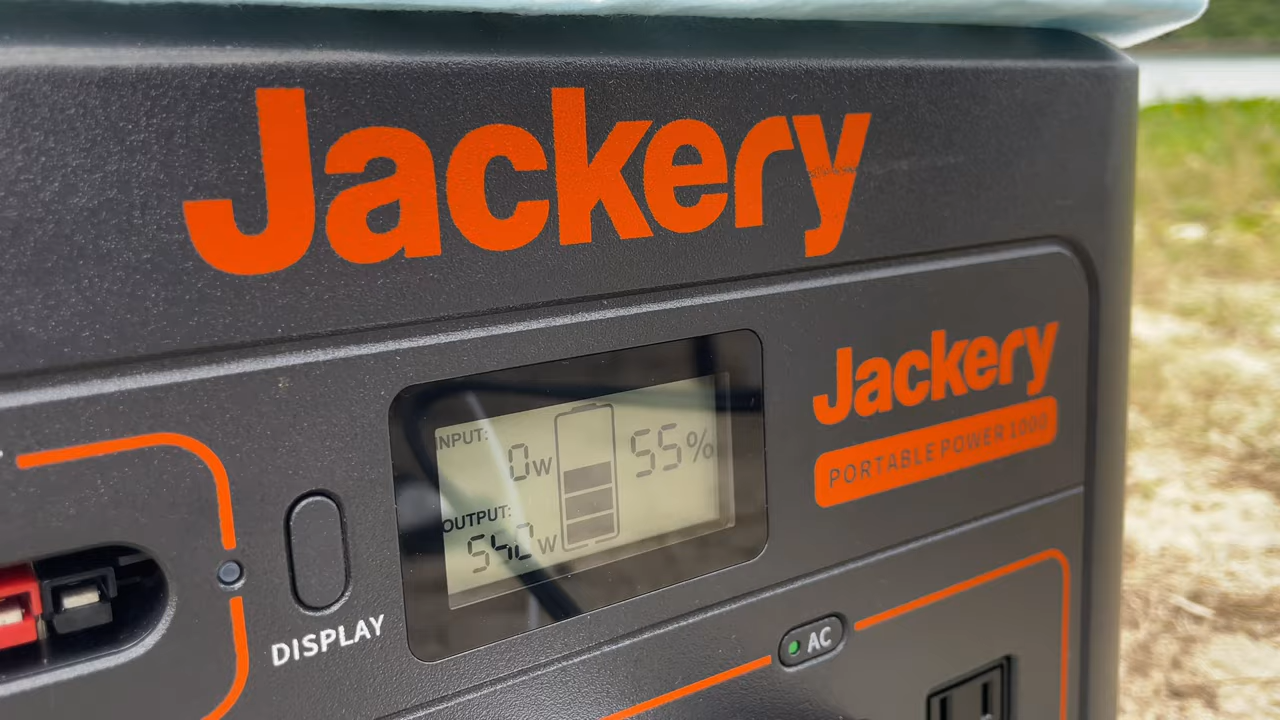 Jackery
Jackery
PORTABLE POWER 1000
INPUT:
0W
55%
OUTPUT:
540W
DISPLAY
AC